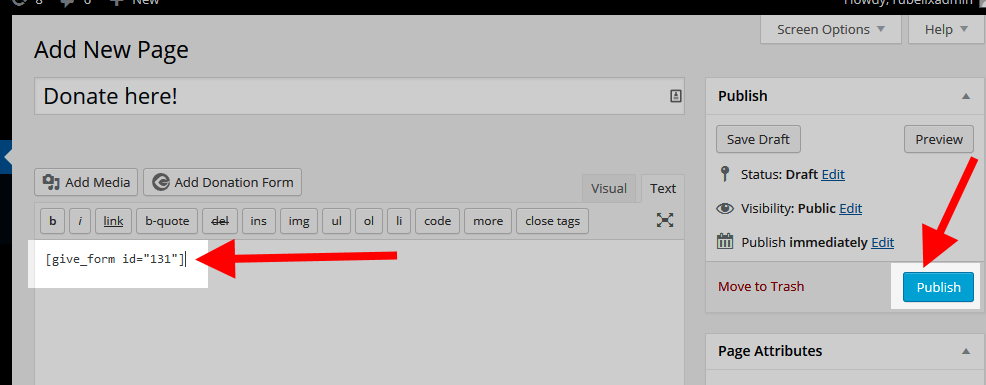 8 6 New
Howdy, rubelixadmin
Screen Options Help
Add New Page
Donate here!
Add Media Add Donation Form
Visual Text
b i link b-quote del ins img ul ol li code more close tags
[give_form id="131"]
Publish
Save Draft Preview
Status: Draft Edit
Visibility: Public Edit
Publish immediately Edit
Move to Trash Publish
Page Attributes